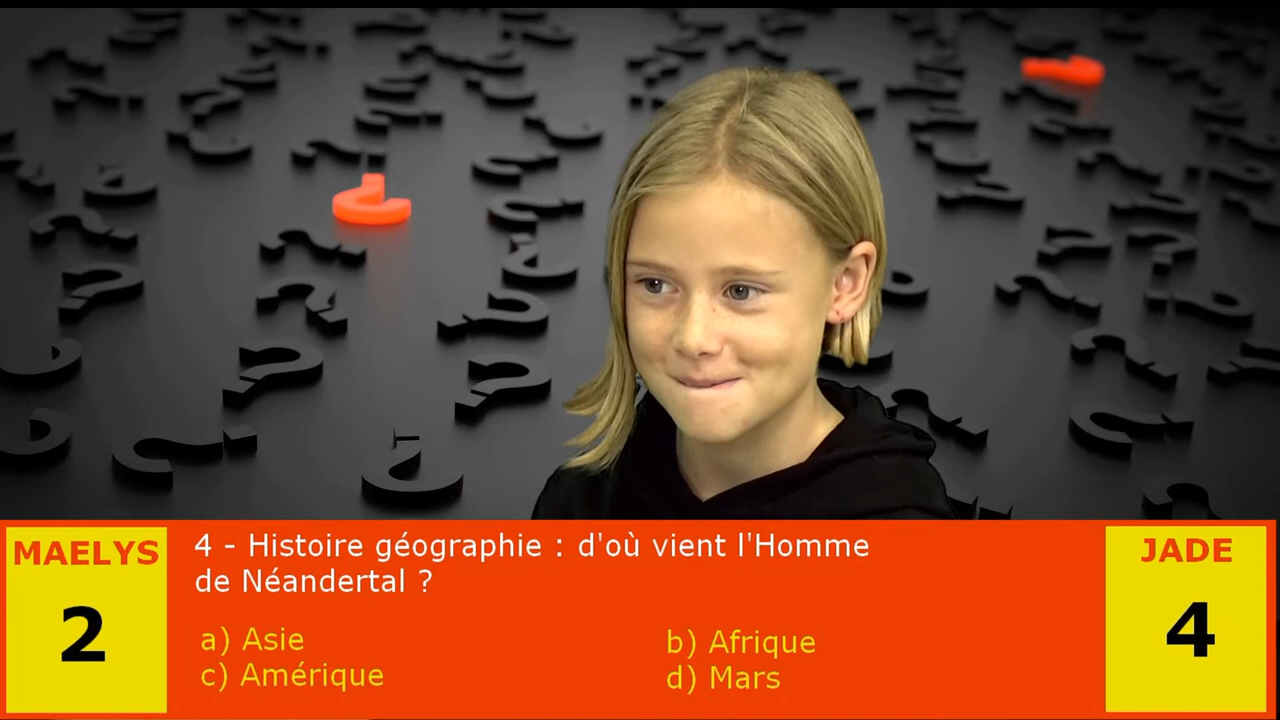 MAELYS
2
4 - Histoire géographie : d'où vient l'Homme
de Néandertal ?
a) Asie
b) Afrique
c) Amérique
d) Mars
JADE
4